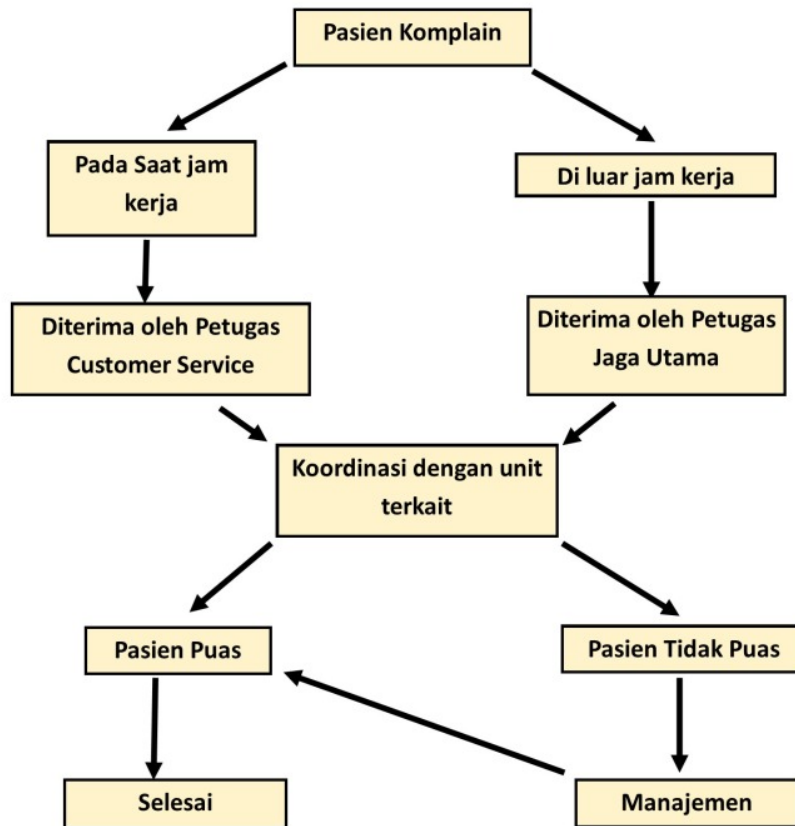 Pasien Komplain
Pada Saat jam
kerja
Di luar jam kerja
Diterima oleh Petugas
Customer Service
Diterima oleh Petugas
Jaga Utama
Koordinasi dengan unit
terkait
Pasien Puas
Pasien Tidak Puas
Selesai
Manajemen